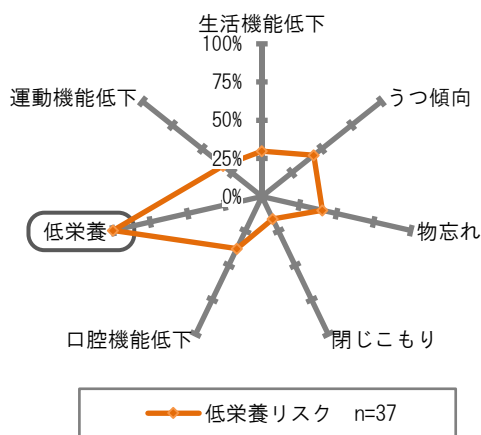 生活機能低下
100%
75%
50%
25%
0%
うつ傾向
物忘れ
閉じこもり
口腔機能低下
低栄養
運動機能低下
低栄養リスク n=37